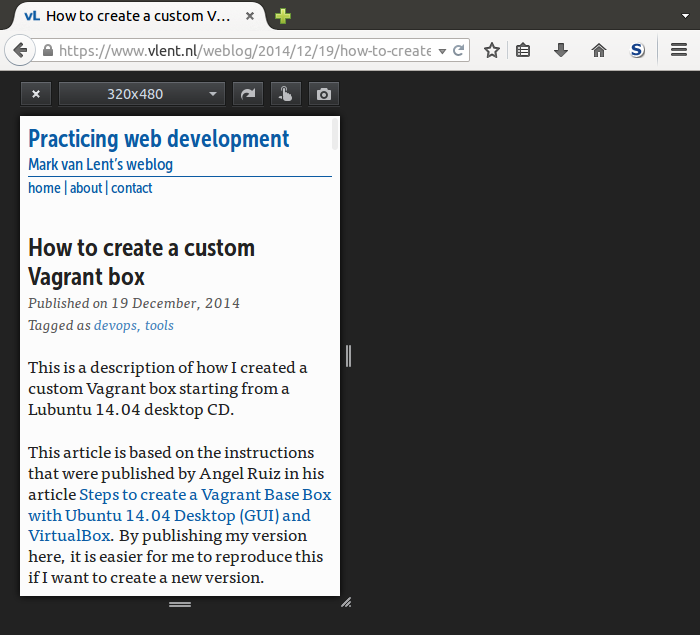 vL How to create a custom V...
https://www.vlent.nl/weblog/2014/12/19/how-to-create
S
320x480
Practicing web development
Mark van Lent's weblog
home | about | contact
How to create a custom
Vagrant box
Published on 19 December, 2014
Tagged as devops, tools
This is a description of how I created a
custom Vagrant box starting from a
Lubuntu 14.04 desktop CD.
This article is based on the instructions
that were published by Angel Ruiz in his
article Steps to create a Vagrant Base Box
with Ubuntu 14.04 Desktop (GUI) and
VirtualBox. By publishing my version
here, it is easier for me to reproduce this
if I want to create a new version.